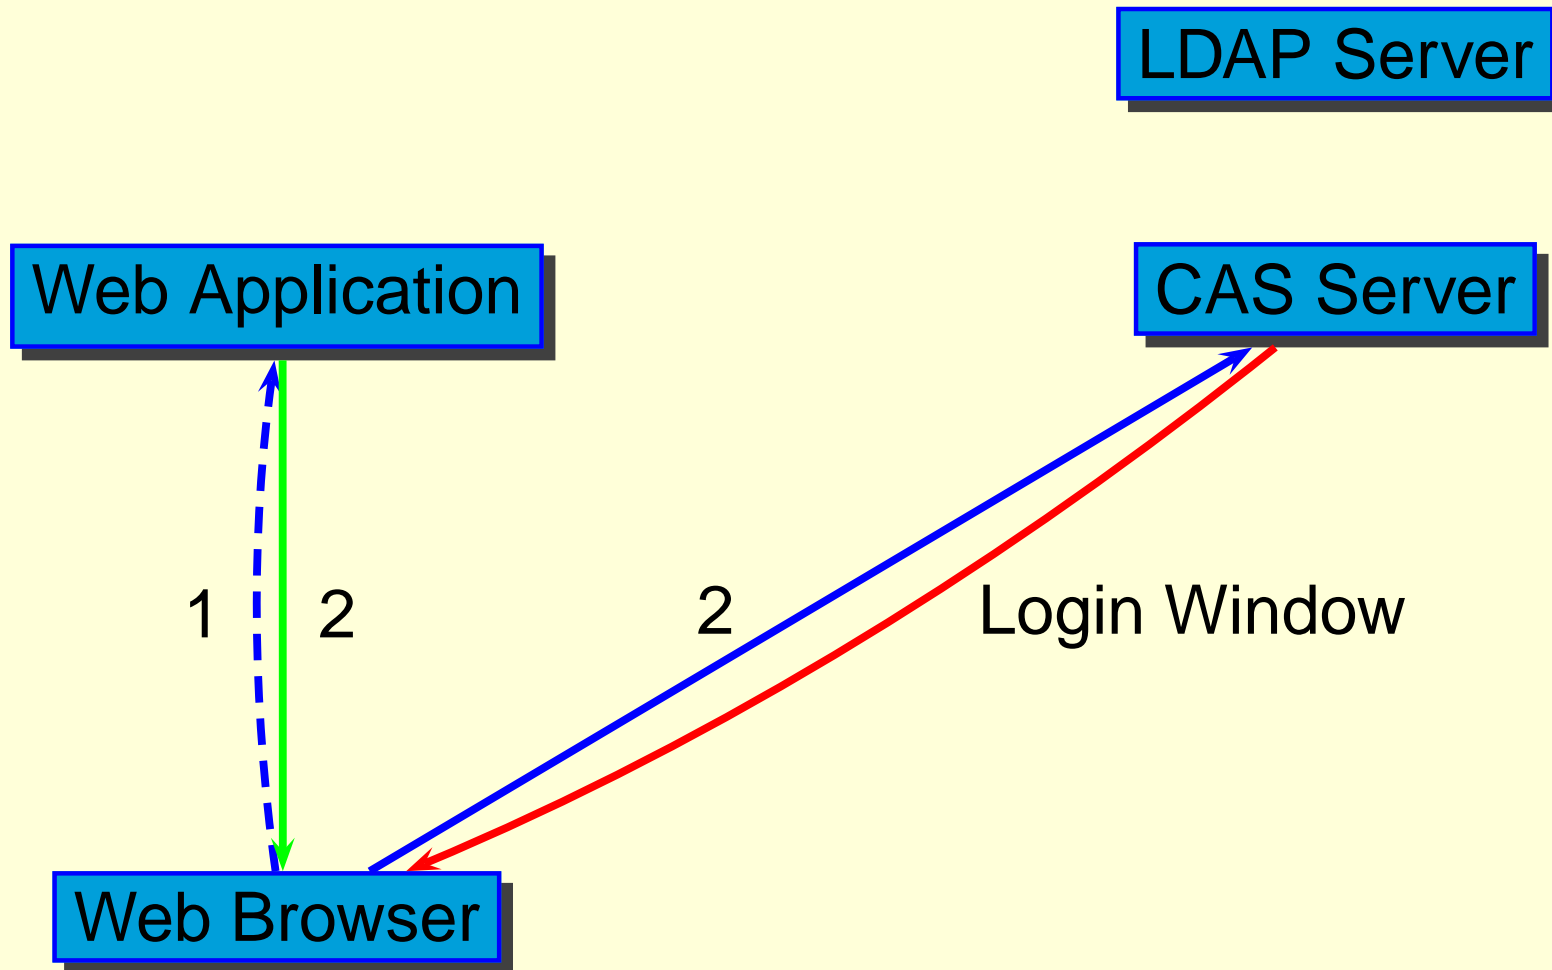 LDAP Server
Web Application
CAS Server
1
2
2
Login Window
Web Browser